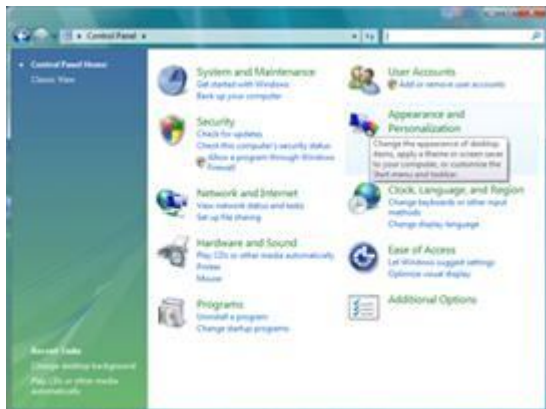 Control Panel
Control Panel Home
Classic View
System and Maintenance
Get started with Windows
Back up your computer
Security
Check for updates
Check this computer's security status
Allow a program through Windows
Firewall
Network and Internet
View network status and tasks
Set up file sharing
Hardware and Sound
Play CDs or other media automatically
Printer
Mouse
Programs
Uninstall a program
Change startup programs
User Accounts
Add or remove user accounts
Appearance and
Personalization
Change the appearance of desktop
items, apply a theme or screen saver
to your computer, or customize the
Start menu and taskbar.
Clock, Language, and Region
Change keyboards or other input
methods
Change display language
Ease of Access
Let Windows suggest settings
Optimize visual display
Additional Options
Recent Tasks
Change desktop background
Play CDs or other media
automatically